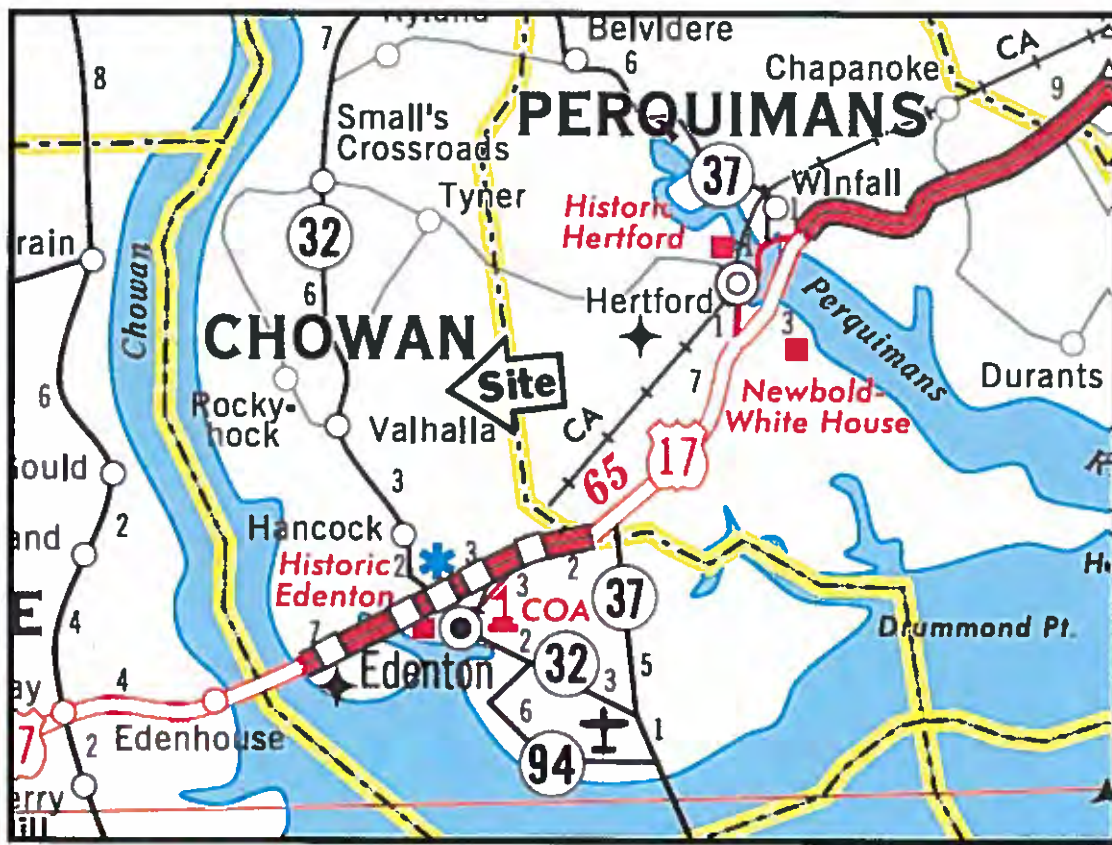 Belvidere
7
6
CA
8
Chapanoke
9
PERQUIMANS
Small's
Crossroads
37
Winfall
Tyner
Historic
Hertford
rain
32
Chowan
6
Hertford
1
3
Perquimans
CHOWAN
Site
7
Durants
6
Rocky-
hock
Valhalla
CA
Newbold-
White House
17
65
ould
3
2
Hancock
and
Historic
Edenton
2
3
3
2
COA
37
E
4
7
2
Drummond Pt.
Edenton
32
3
5
ay
4
6
1
7
2
Edenhouse
94
erry
ill